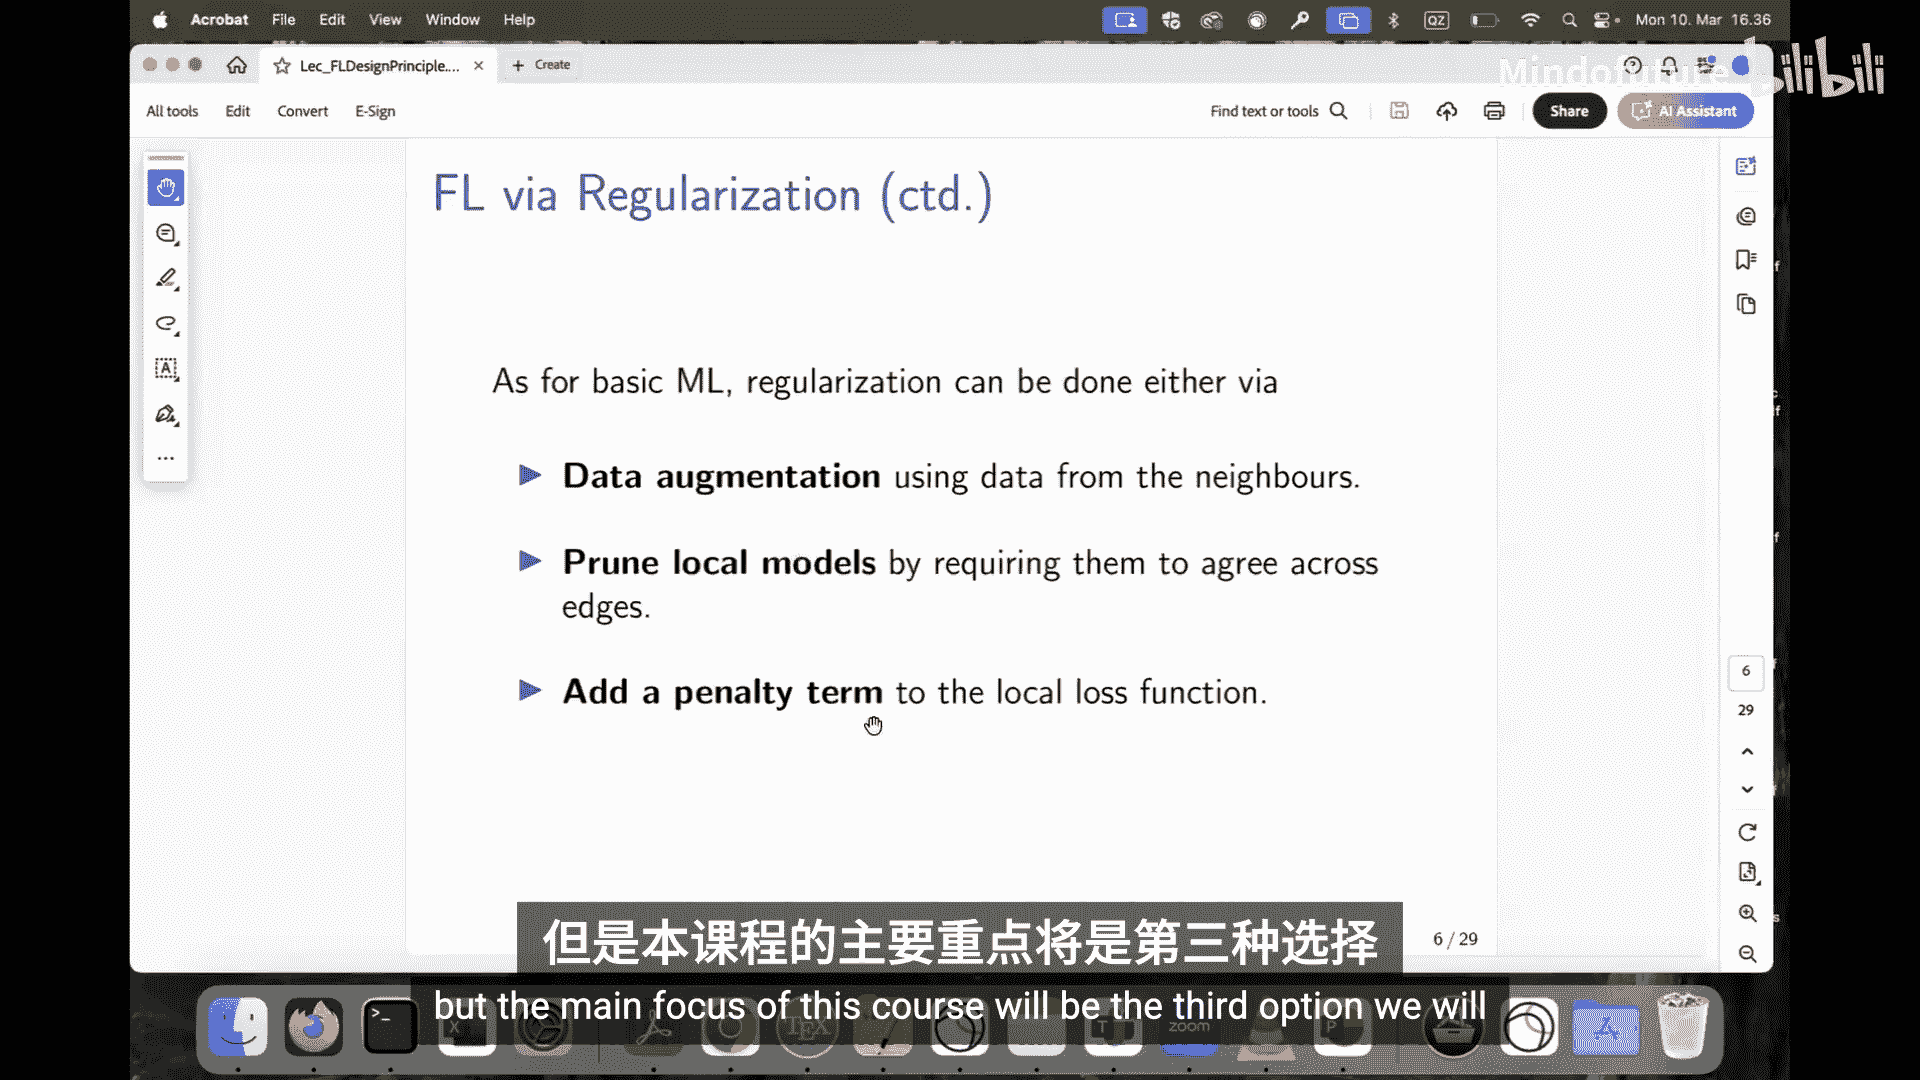 Acrobat File Edit View Window Help QZ Mon 10. Mar 16.36
Lec_FLDesignPrinciple.... Create
Mindofuture bilibili
All tools Edit Convert E-Sign Find text or tools Share AI Assistant
FL via Regularization (ctd.)
As for basic ML, regularization can be done either via
Data augmentation using data from the neighbours.
Prune local models by requiring them to agree across
edges.
Add a penalty term to the local loss function.
6
29
6 / 29
但是本课程的主要重点将是第三种选择
but the main focus of this course will be the third option we will
zoom